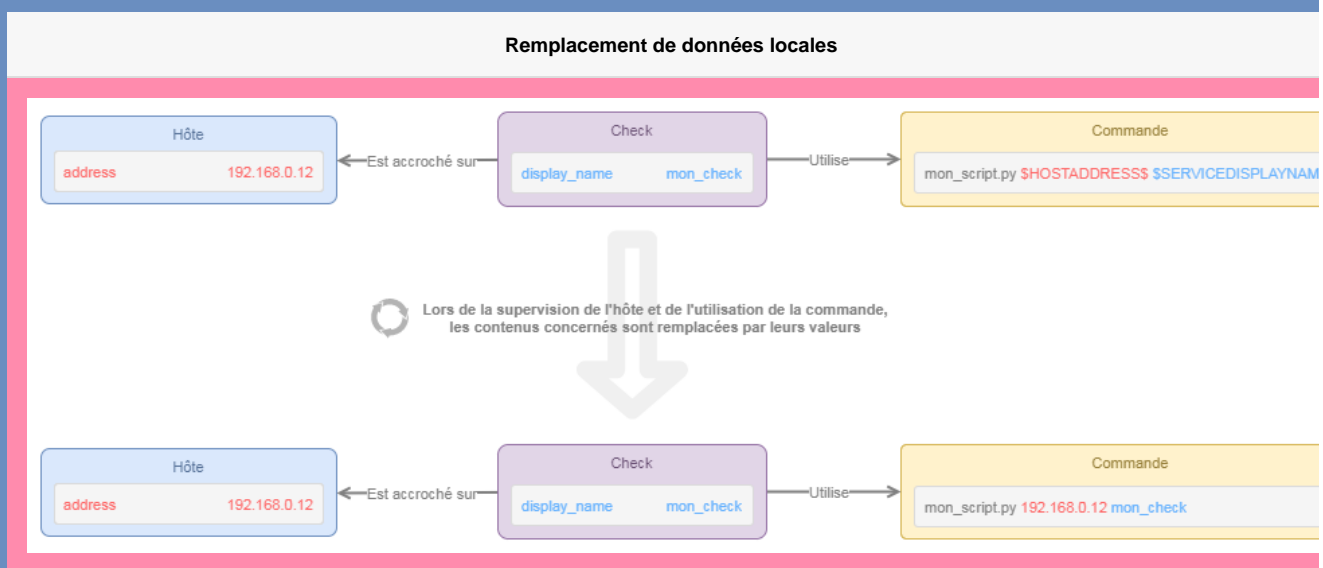 Remplacement de données locales
Hôte
address 192.168.0.12
Est accroché sur
Check
display_name mon_check
Utilise
Commande
mon_script.py $HOSTADDRESS$ $SERVICEDISPLAYNAM
Lors de la supervision de l'hôte et de l'utilisation de la commande,
les contenus concernés sont remplacées par leurs valeurs
Hôte
address 192.168.0.12
Est accroché sur
Check
display_name mon_check
Utilise
Commande
mon_script.py 192.168.0.12 mon_check